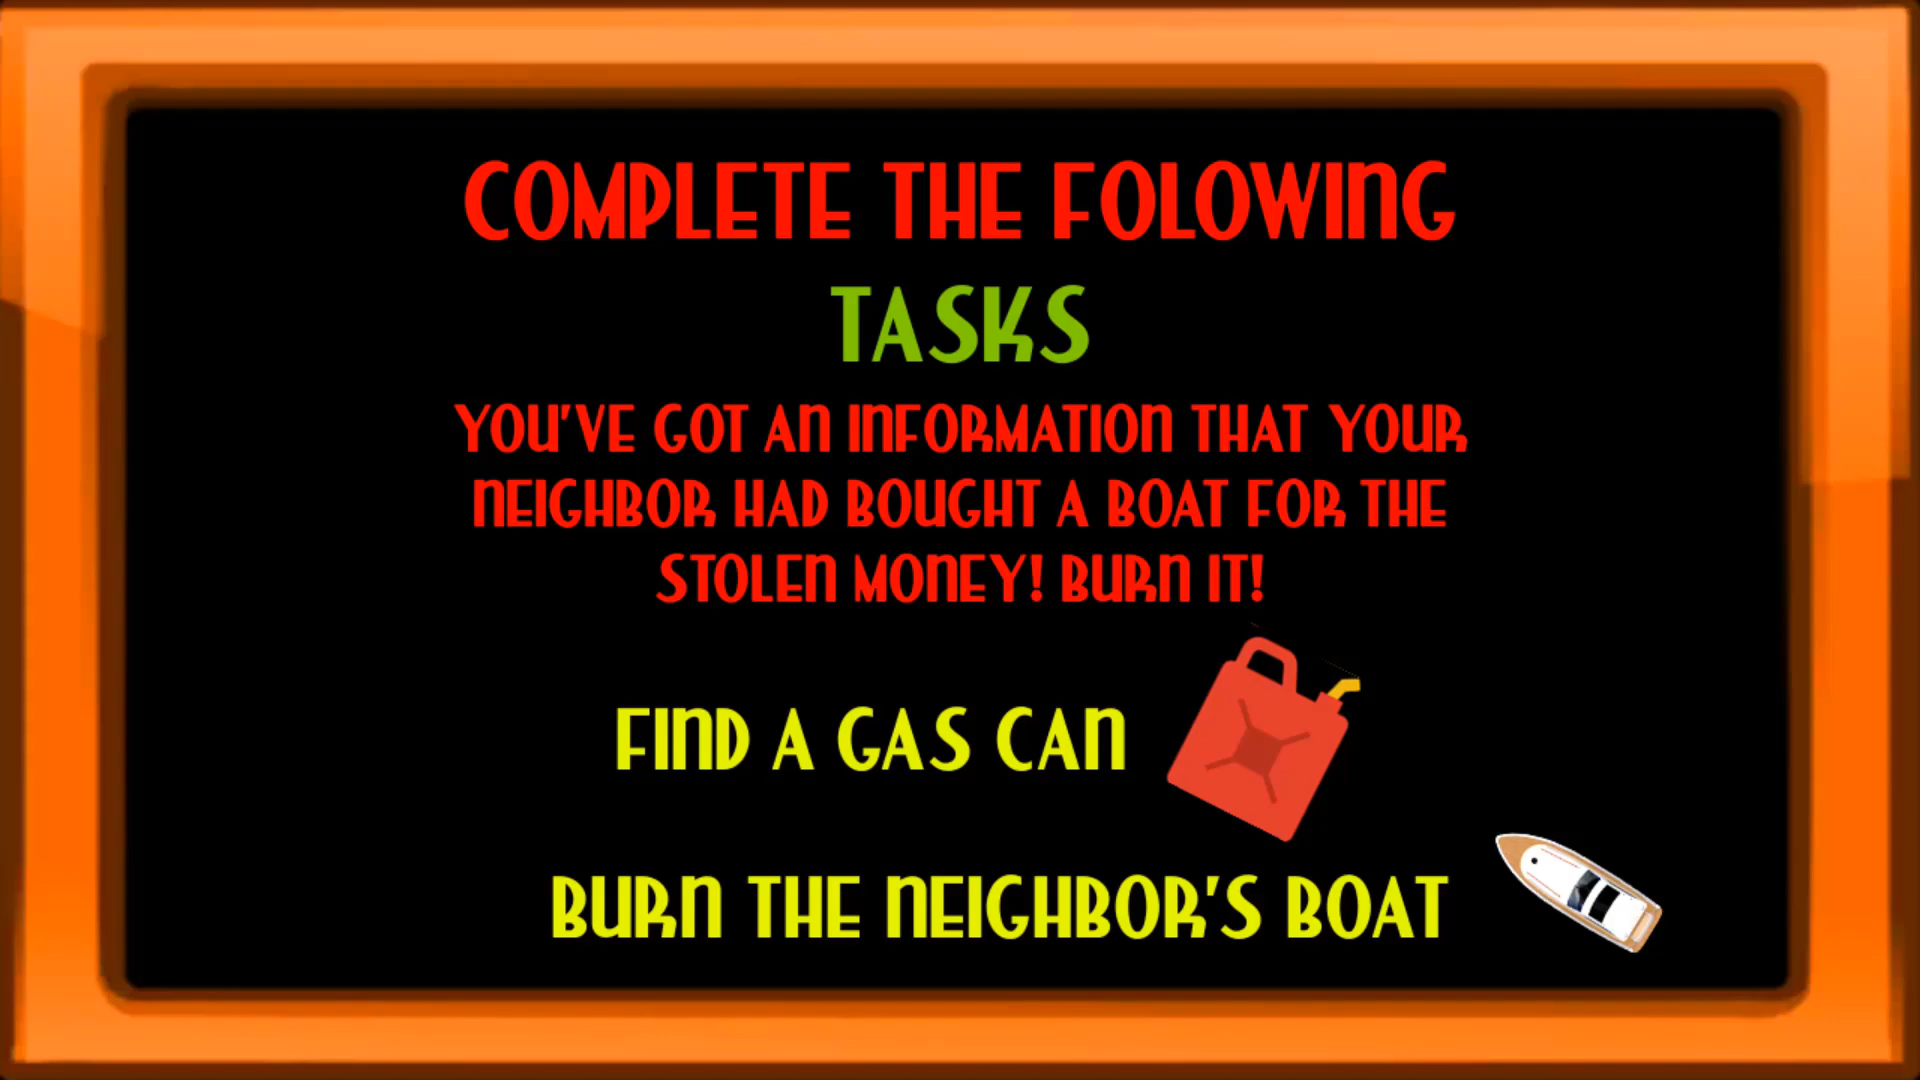 COMPLETE THE FOLOWING
TASKS
YOU'VE GOT AN INFORMATION THAT YOUR
NEIGHBOR HAD BOUGHT A BOAT FOR THE
STOLEN MONEY! BURN IT!
FIND A GAS CAN
BURN THE NEIGHBOR'S BOAT